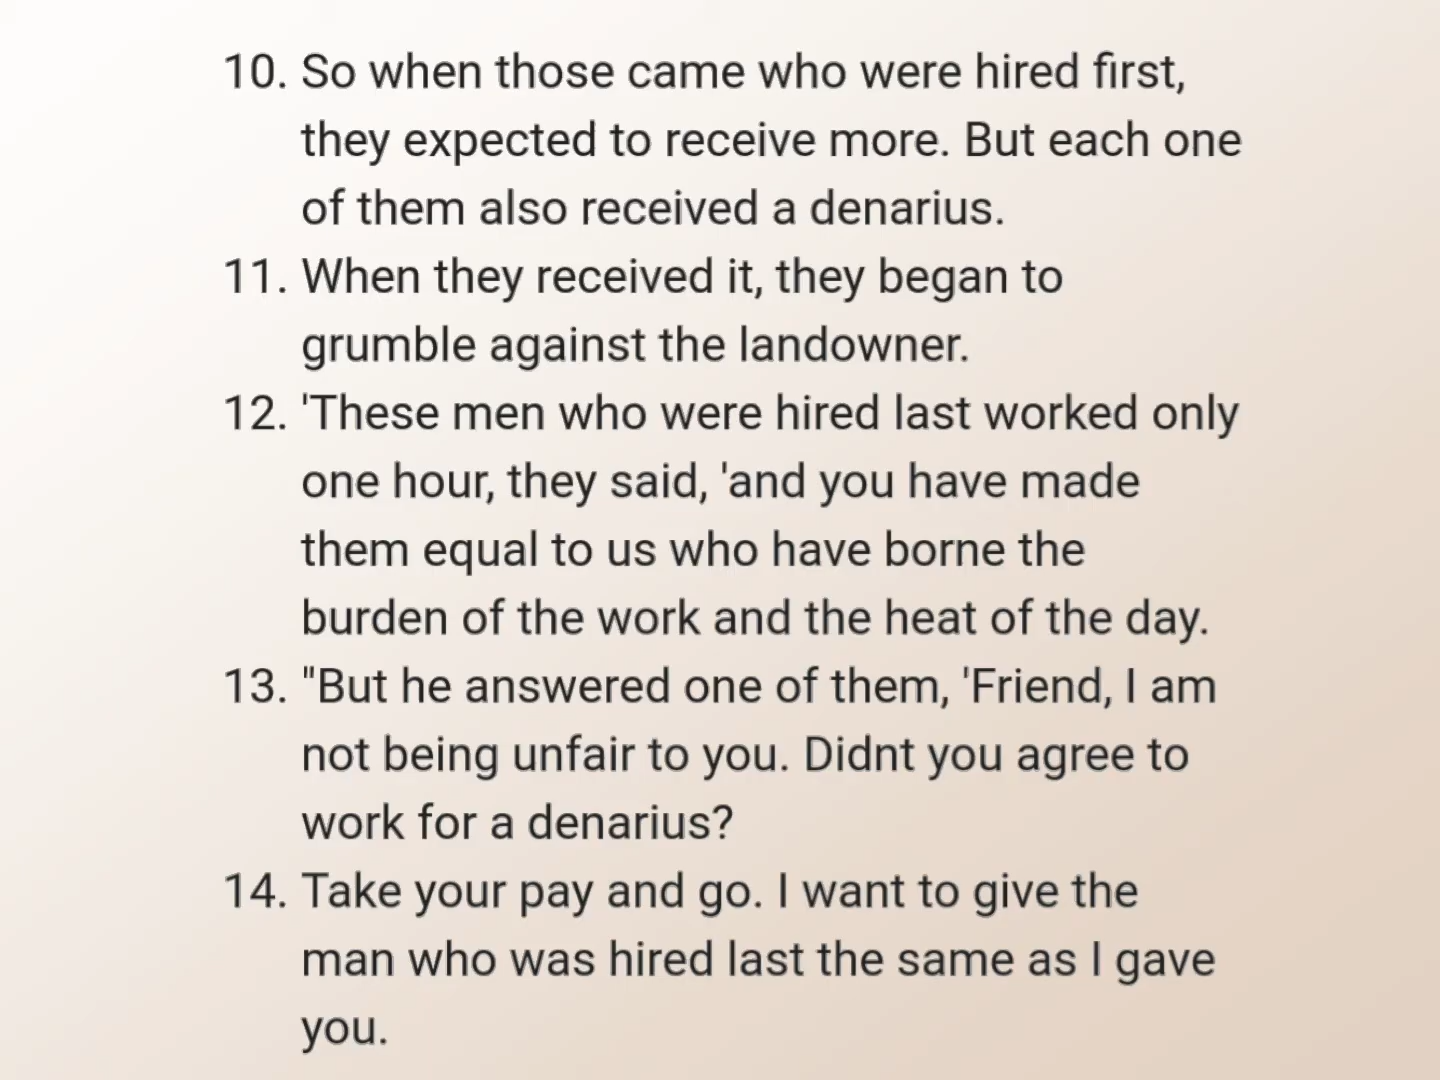 10. So when those came who were hired first,
they expected to receive more. But each one
of them also received a denarius.
11. When they received it, they began to
grumble against the landowner.
12. 'These men who were hired last worked only
one hour, they said, 'and you have made
them equal to us who have borne the
burden of the work and the heat of the day.
13. "But he answered one of them, 'Friend, I am
not being unfair to you. Didnt you agree to
work for a denarius?
14. Take your pay and go. I want to give the
man who was hired last the same as I gave
you.